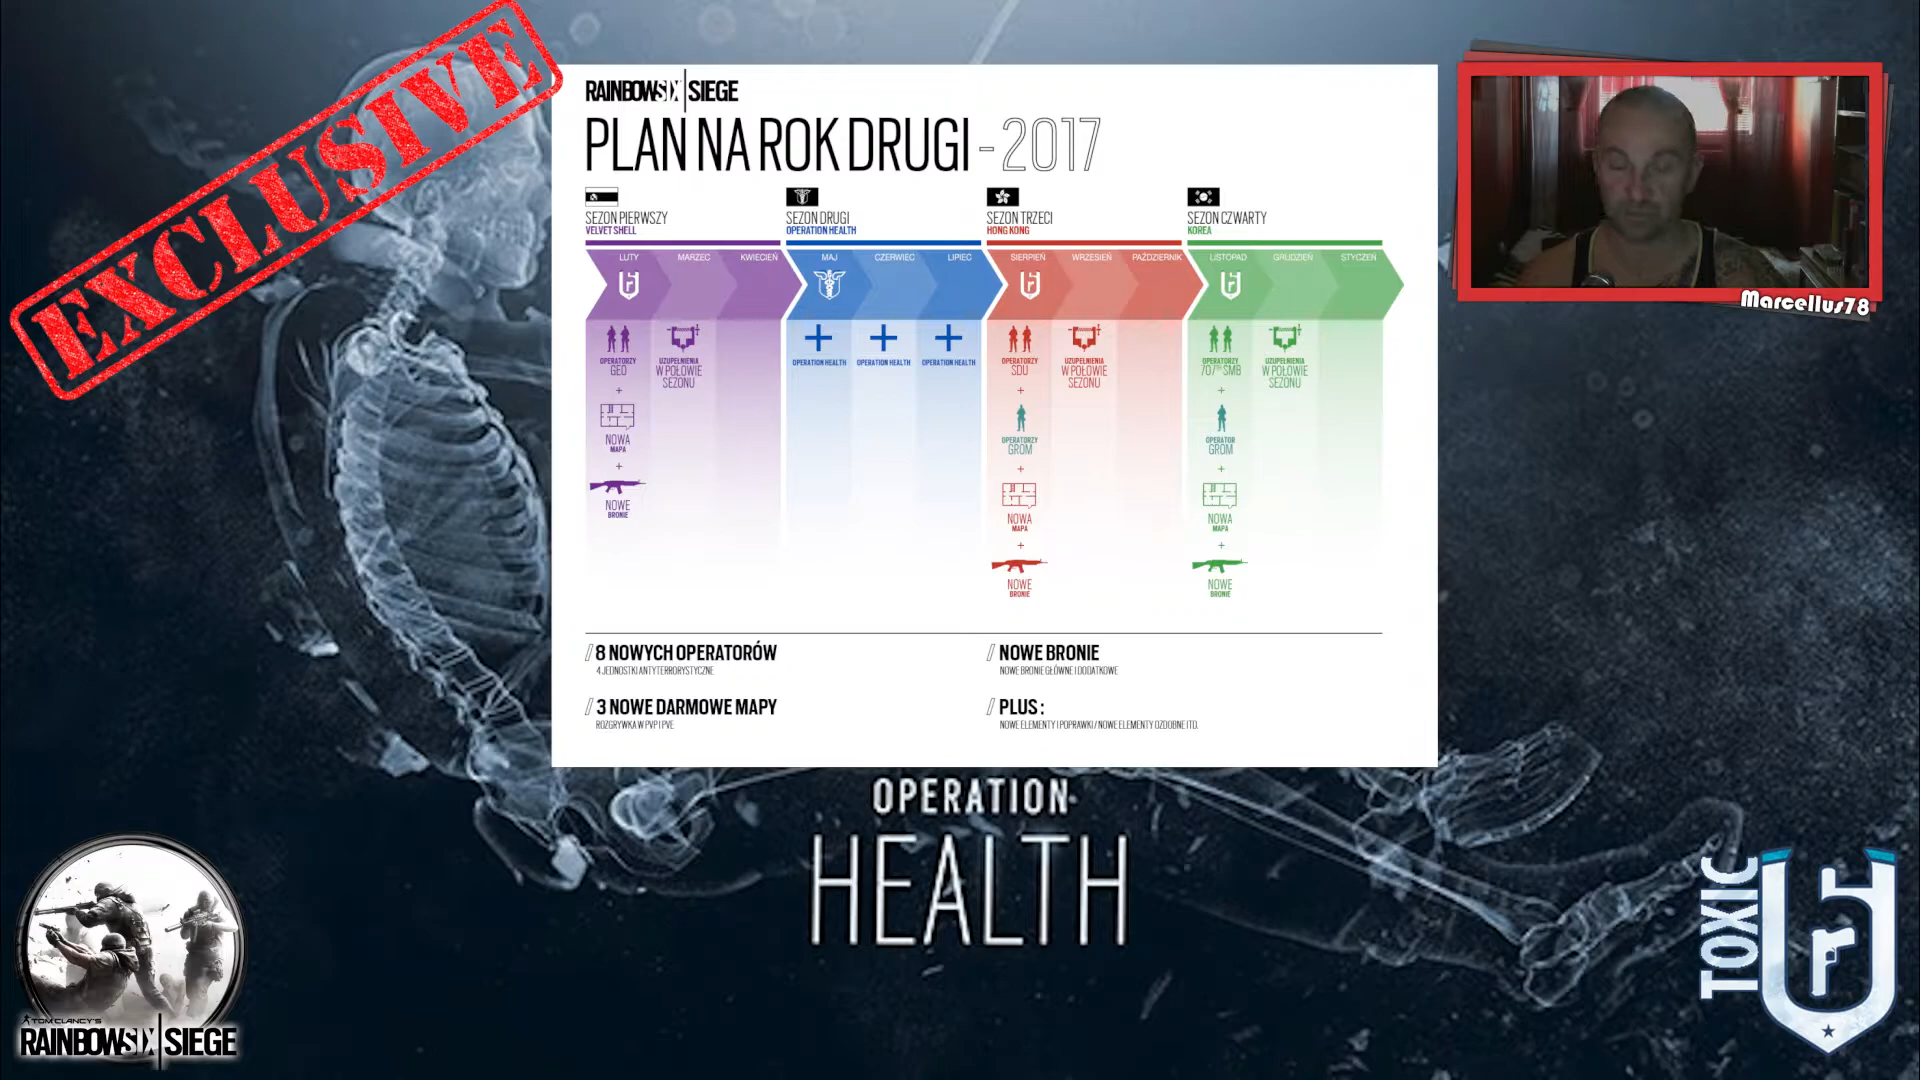 EXCLUSIVE
RAINBOWSIX|SIEGE
PLAN NA ROK DRUGI - 2017
SEZON PIERWSZY
VELVET SHELL
SEZON DRUGI
OPERATION HEALTH
SEZON TRZECI
HONG KONG
SEZON CZWARTY
KOREA
LUTY MARZEC KWIECIEŃ MAJ CZERWIEC LIPIEC SIERPIEŃ WRZESIEŃ PAŹDZIERNIK LISTOPAD GRUDZIEŃ STYCZEŃ
OPERATORZY
GEO
+
NOWA
MAPA
+
NOWE
BRONIE
UZUPEŁNIENIA
W POŁOWIE
SEZONU
OPERATION HEALTH
OPERATION HEALTH
OPERATION HEALTH
OPERATORZY
SDU
+
OPERATORZY
GROM
+
NOWA
MAPA
+
NOWE
BRONIE
UZUPEŁNIENIA
W POŁOWIE
SEZONU
OPERATORZY
707TH SMB
+
OPERATOR
GROM
+
NOWA
MAPA
+
NOWE
BRONIE
UZUPEŁNIENIA
W POŁOWIE
SEZONU
// 8 NOWYCH OPERATORÓW
4 JEDNOSTKI ANTYTERRORYSTYCZNE
// 3 NOWE DARMOWE MAPY
ROZGRYWKA W PVP I PVE
// NOWE BRONIE
NOWE BRONIE GŁÓWNE I DODATKOWE
// PLUS :
NOWE ELEMENTY I POPRAWKI / NOWE ELEMENTY OZDOBNE ITD.
Marcellus78
OPERATION
HEALTH
TOM CLANCY'S
RAINBOWSIX|SIEGE
TOXIC